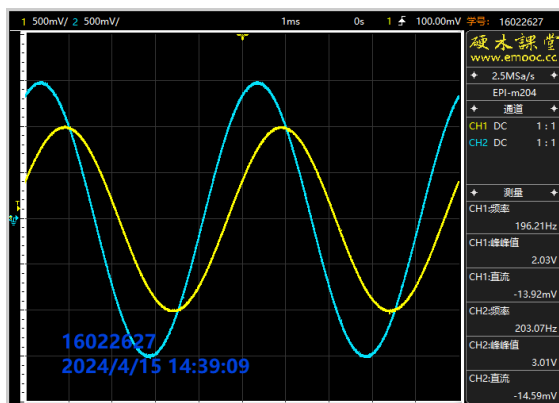 1 500mV/ 2 500mV/ 1ms 0s 1 100.00mV 学号: 16022627
硬木課堂
www.emooc.cc
2.5MSa/s
EPI-m204
通道
CH1 DC 1 : 1
CH2 DC 1 : 1
测量
CH1:频率
196.21Hz
CH1:峰峰值
2.03V
CH1:直流
-13.92mV
CH2:频率
203.07Hz
CH2:峰峰值
3.01V
CH2:直流
-14.59mV
16022627
2024/4/15 14:39:09